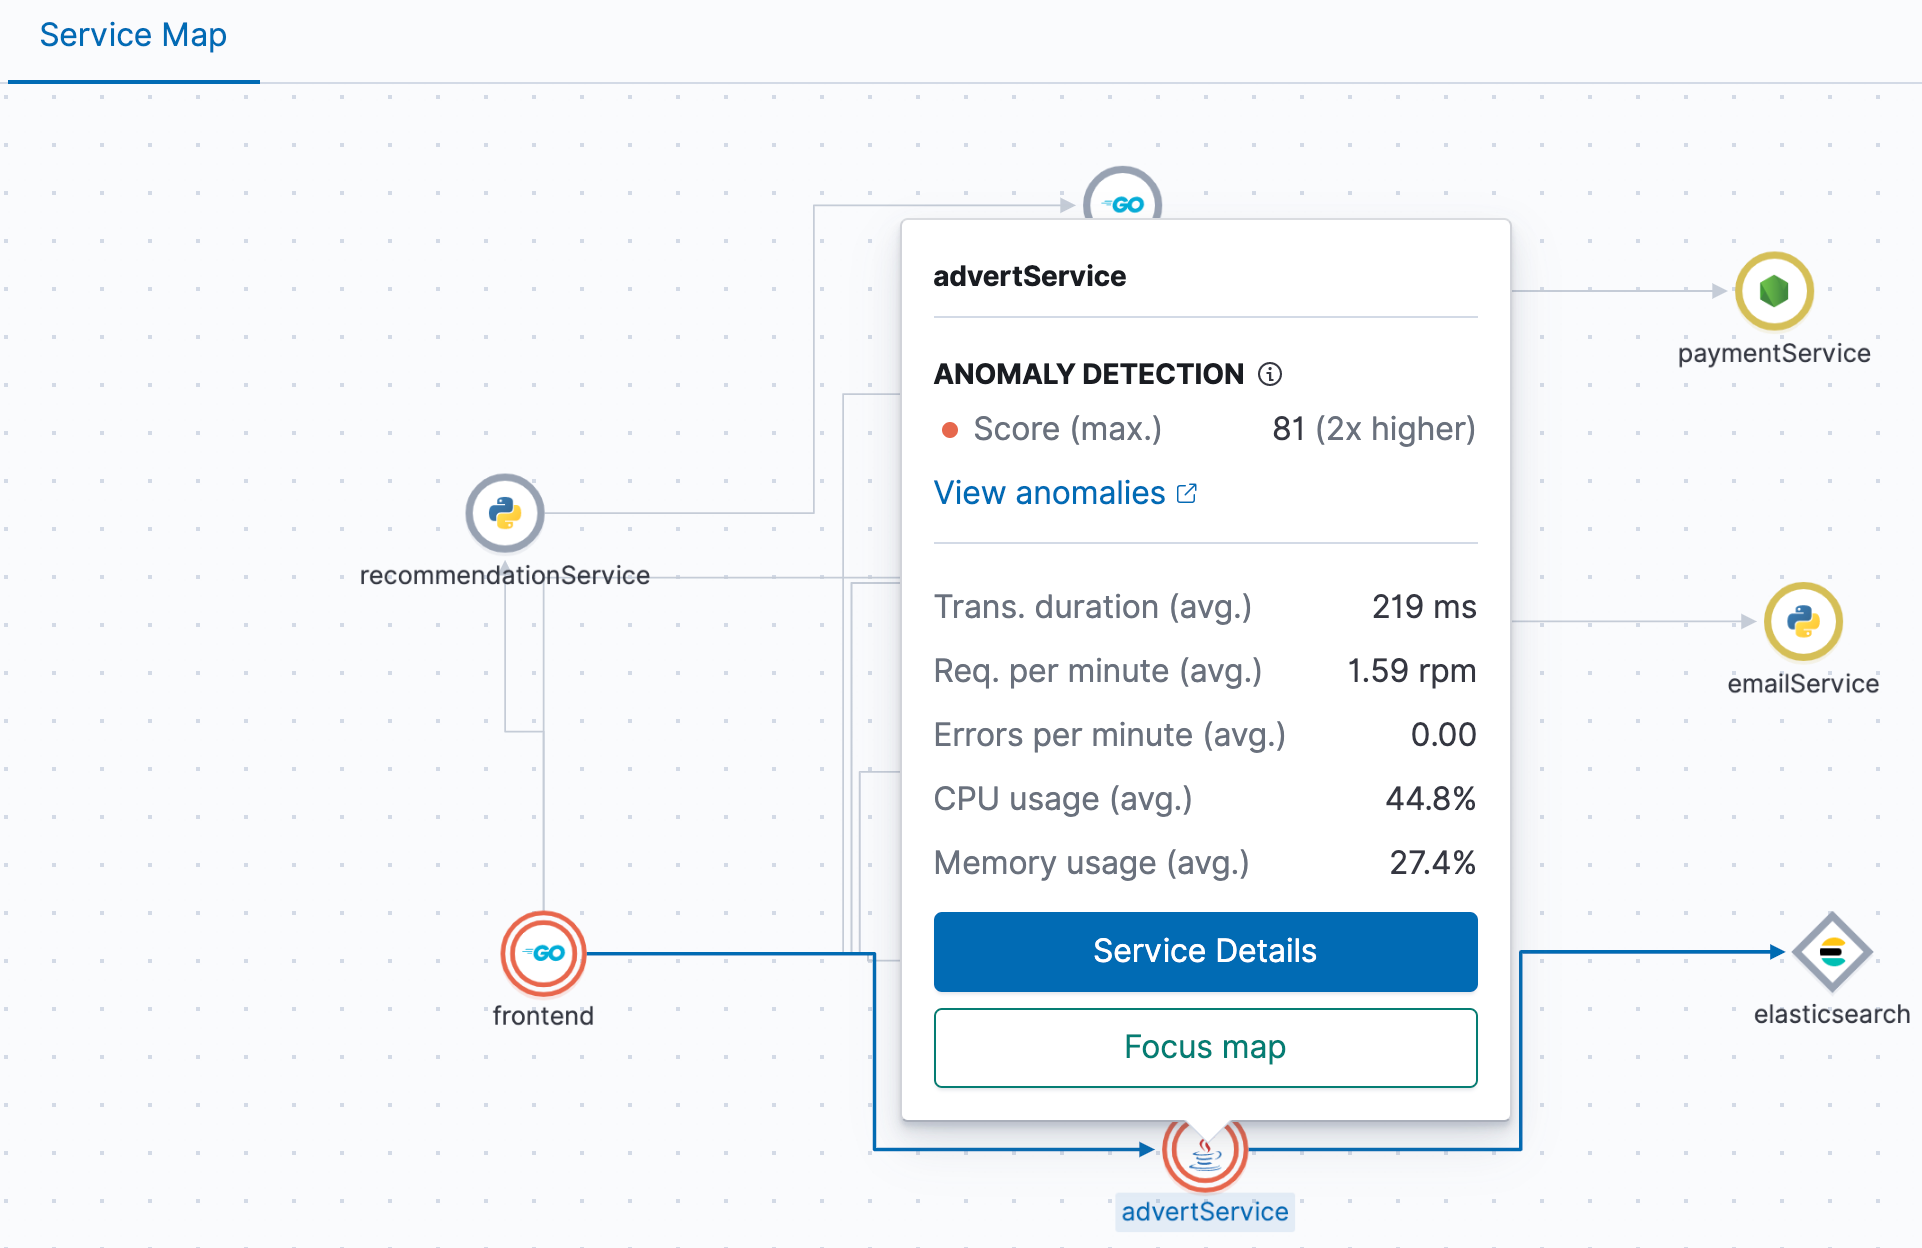 Service Map
GO
advertService
ANOMALY DETECTION
Score (max.) 81 (2x higher)
View anomalies
Trans. duration (avg.) 219 ms
Req. per minute (avg.) 1.59 rpm
Errors per minute (avg.) 0.00
CPU usage (avg.) 44.8%
Memory usage (avg.) 27.4%
Service Details
Focus map
paymentService
recommendationService
emailService
GO
frontend
elasticsearch
advertService